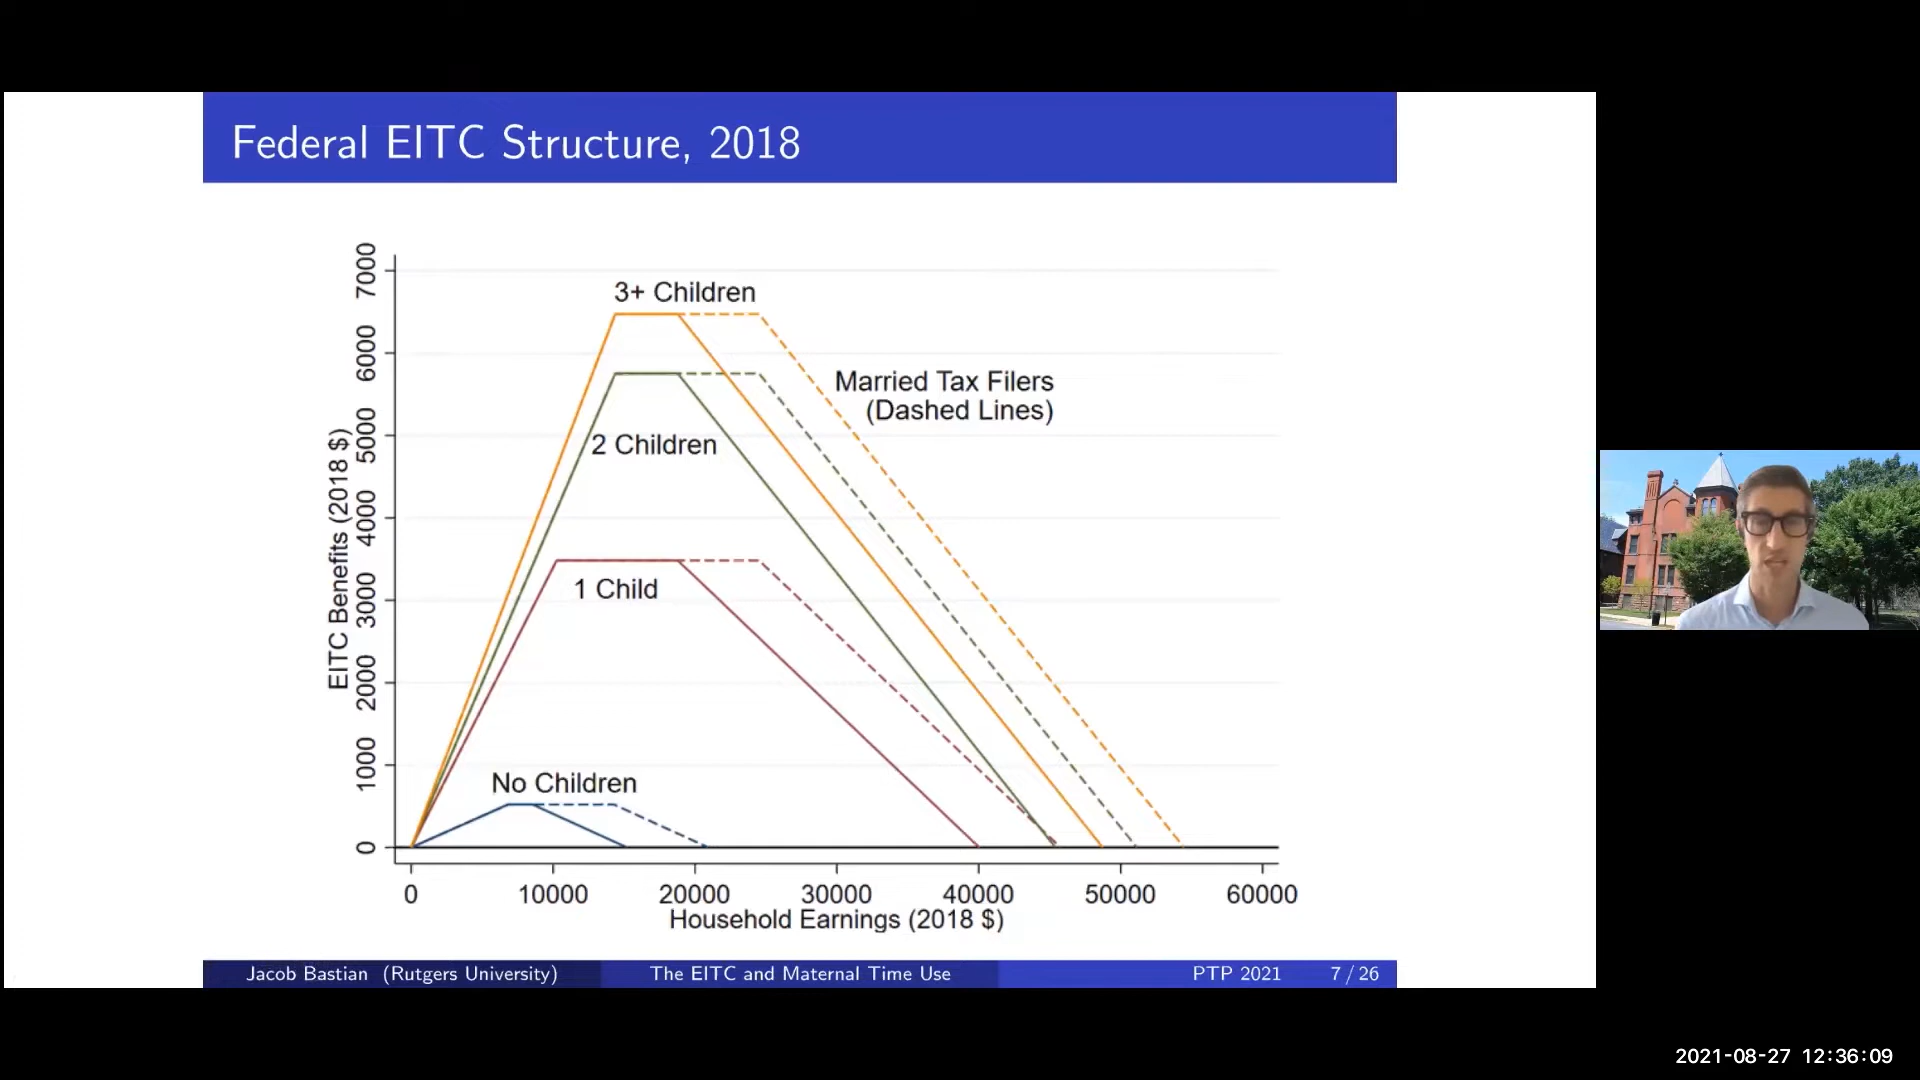 Federal EITC Structure, 2018
EITC Benefits (2018 $)
7000
6000
5000
4000
3000
2000
1000
0
3+ Children
Married Tax Filers
(Dashed Lines)
2 Children
1 Child
No Children
0 10000 20000 30000 40000 50000 60000
Household Earnings (2018 $)
Jacob Bastian (Rutgers University) The EITC and Maternal Time Use PTP 2021 7 / 26
2021-08-27 12:36:09